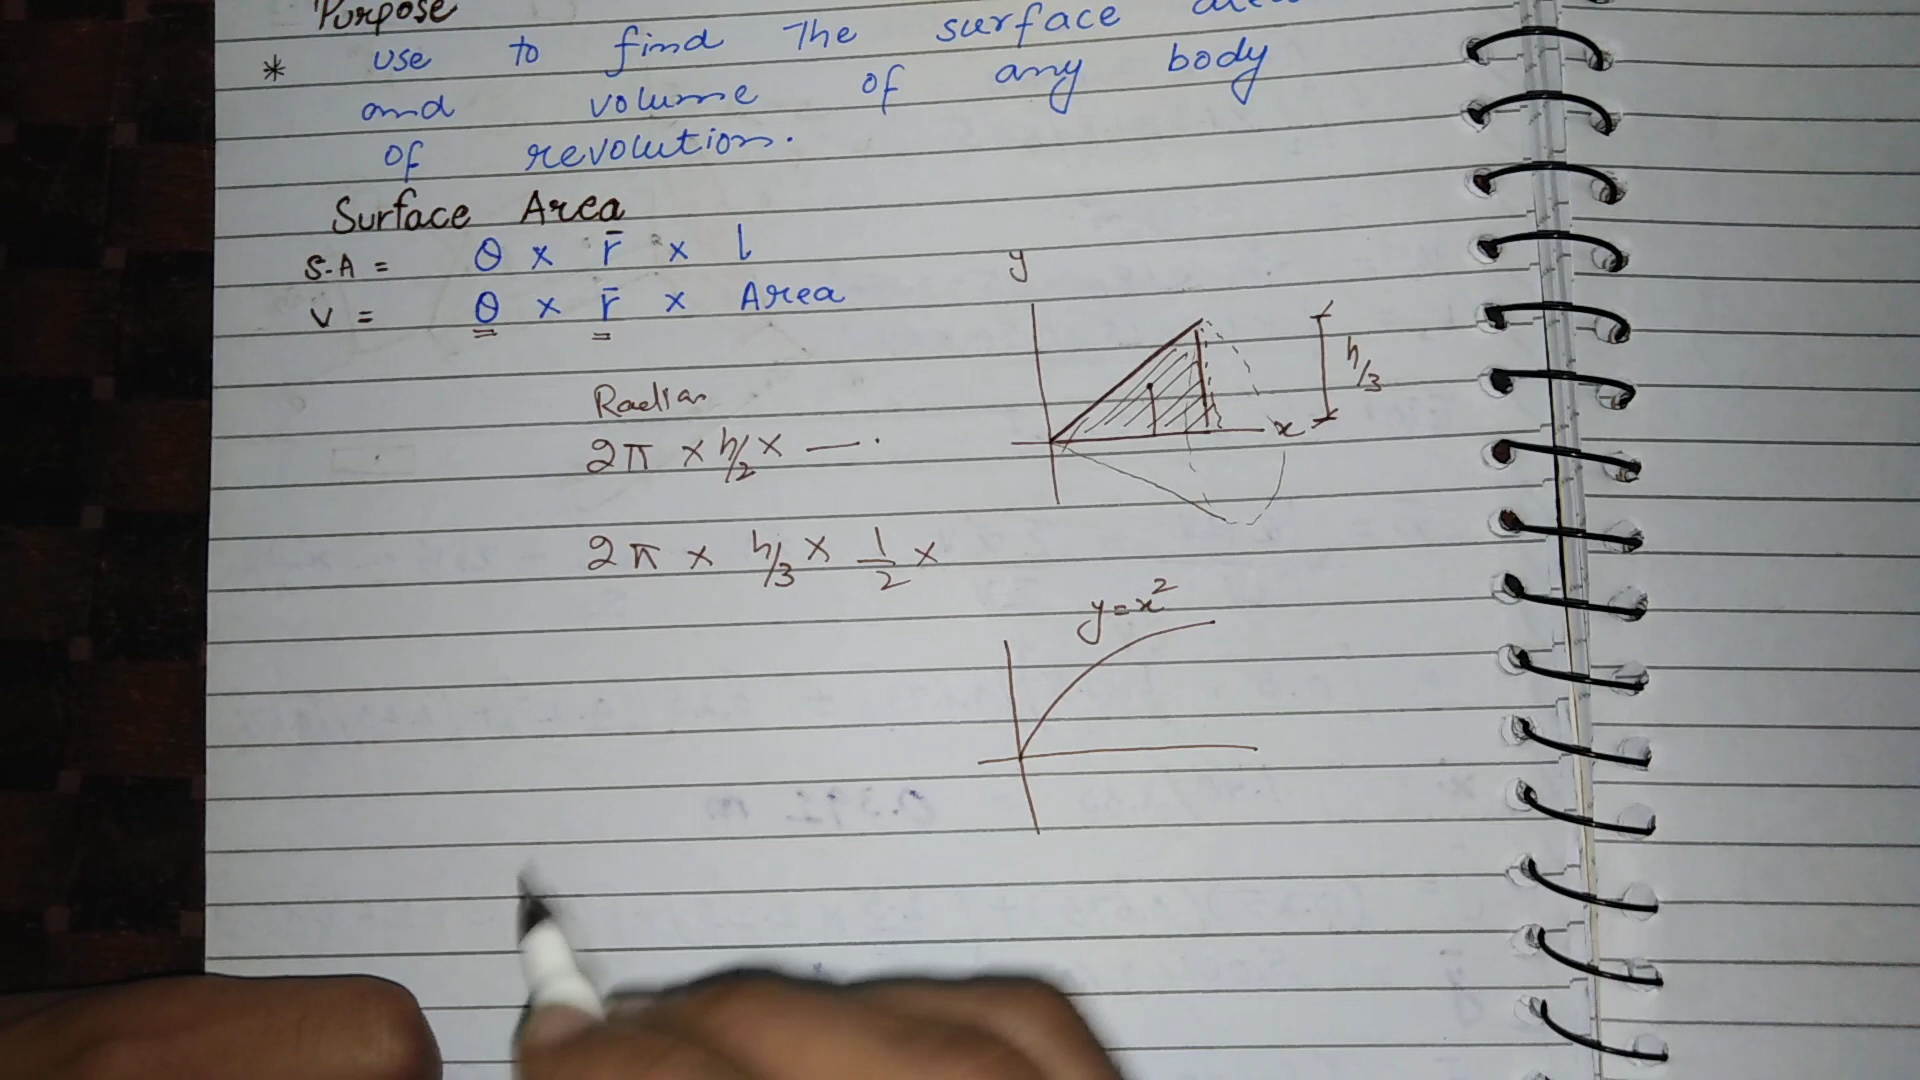 Purpose
* use to find The surface area
and volume of any body
of revolution.
Surface Area
S.A = θ × r̄ × l
V = θ × r̄ × Area
Radian
2π × h/2 × — .
2π × h/3 × 1/2 ×
y
h/3
x
y=x²